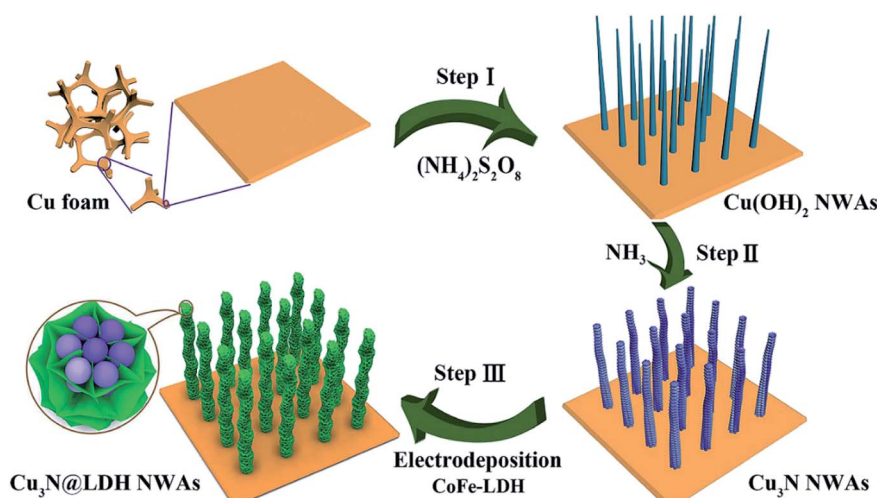 Cu foam
Step Ⅰ
(NH₄)₂S₂O₈
Cu(OH)₂ NWAs
NH₃
Step Ⅱ
Cu₃N NWAs
Step Ⅲ
Electrodeposition
CoFe-LDH
Cu₃N@LDH NWAs